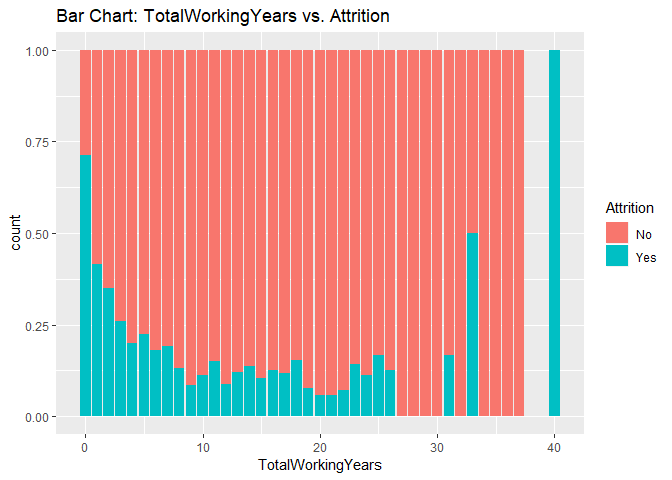 Bar Chart: TotalWorkingYears vs. Attrition
1.00
0.75
0.50
0.25
0.00
count
0 10 20 30 40
TotalWorkingYears
Attrition
No
Yes